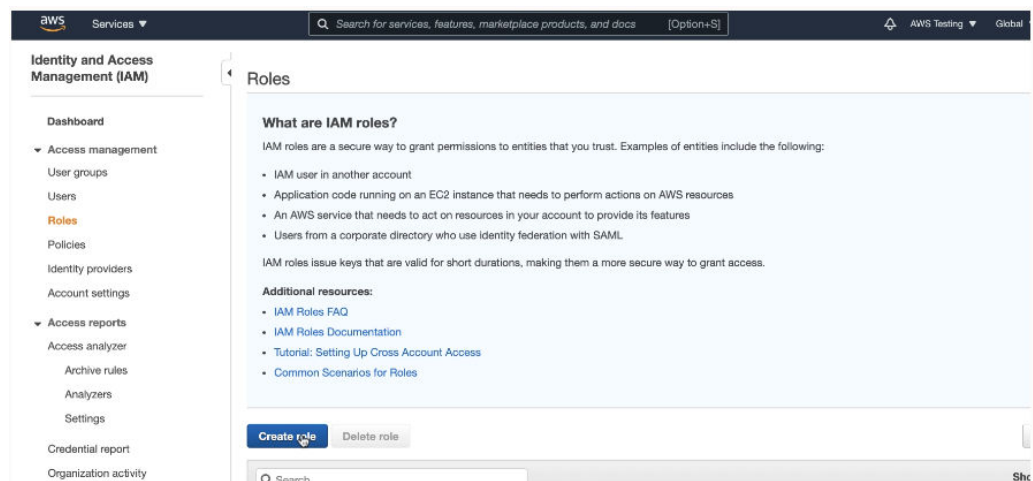 aws Services ▼ Search for services, features, marketplace products, and docs [Option+S] AWS Testing ▼ Global
Identity and Access
Management (IAM)
Dashboard
Access management
User groups
Users
Roles
Policies
Identity providers
Account settings
Access reports
Access analyzer
Archive rules
Analyzers
Settings
Credential report
Organization activity
Roles
What are IAM roles?
IAM roles are a secure way to grant permissions to entities that you trust. Examples of entities include the following:
• IAM user in another account
• Application code running on an EC2 instance that needs to perform actions on AWS resources
• An AWS service that needs to act on resources in your account to provide its features
• Users from a corporate directory who use identity federation with SAML
IAM roles issue keys that are valid for short durations, making them a more secure way to grant access.
Additional resources:
• IAM Roles FAQ
• IAM Roles Documentation
• Tutorial: Setting Up Cross Account Access
• Common Scenarios for Roles
Create role Delete role
Search